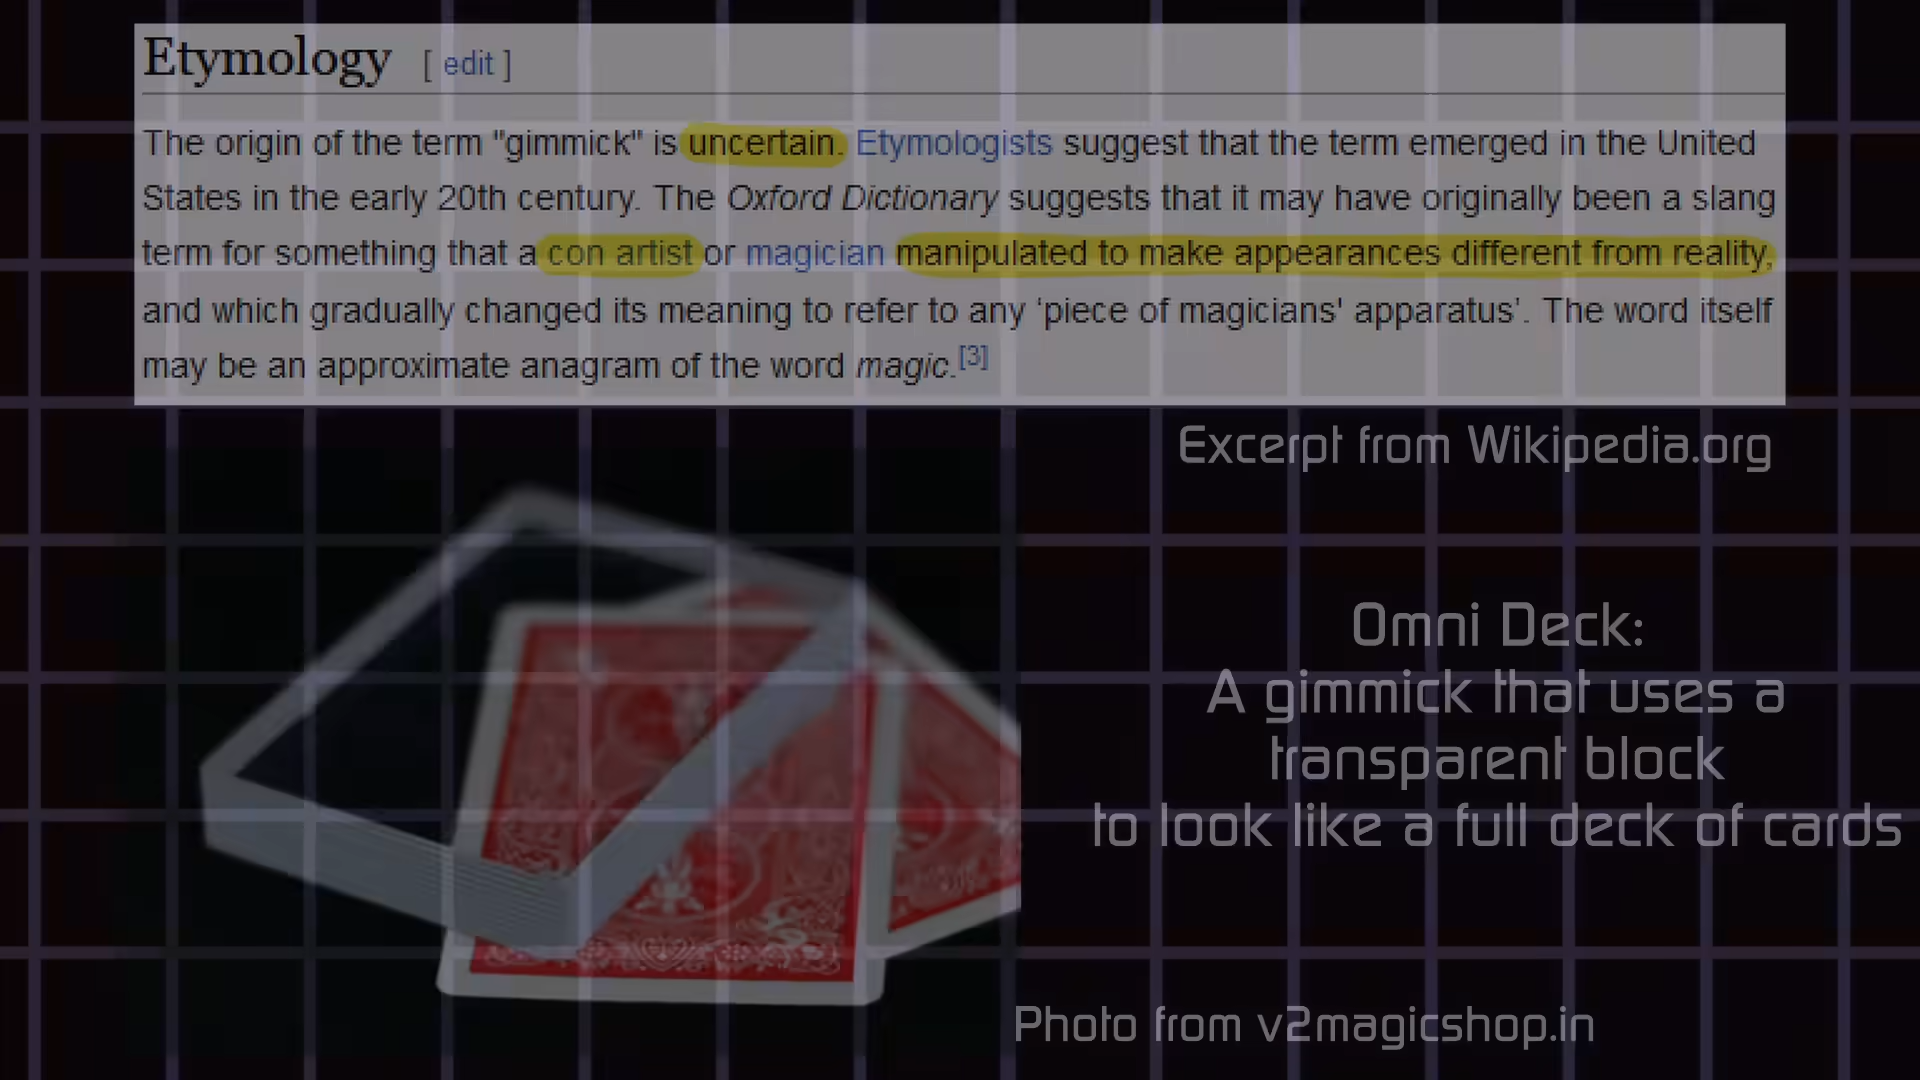 Etymology [ edit ]
The origin of the term "gimmick" is uncertain. Etymologists suggest that the term emerged in the United
States in the early 20th century. The Oxford Dictionary suggests that it may have originally been a slang
term for something that a con artist or magician manipulated to make appearances different from reality,
and which gradually changed its meaning to refer to any ‘piece of magicians' apparatus’. The word itself
may be an approximate anagram of the word magic.[3]
Excerpt from Wikipedia.org
Omni Deck:
A gimmick that uses a
transparent block
to look like a full deck of cards
Photo from v2magicshop.in